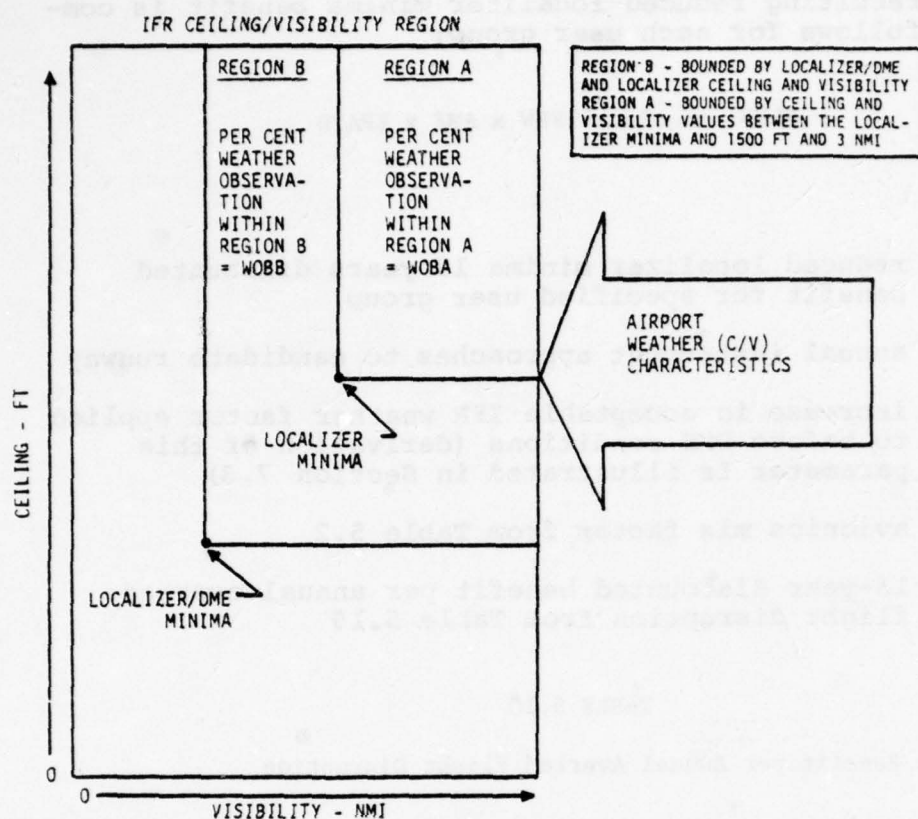 IFR CEILING/VISIBILITY REGION
REGION B
REGION A
REGION B - BOUNDED BY LOCALIZER/DME
AND LOCALIZER CEILING AND VISIBILITY
REGION A - BOUNDED BY CEILING AND
VISIBILITY VALUES BETWEEN THE LOCAL-
IZER MINIMA AND 1500 FT AND 3 NMI
PER CENT
WEATHER
OBSERVA-
TION
WITHIN
REGION B
= WOBB
PER CENT
WEATHER
OBSERVA-
TION
WITHIN
REGION A
= WOBA
AIRPORT
WEATHER (C/V)
CHARACTERISTICS
LOCALIZER
MINIMA
LOCALIZER/DME
MINIMA
CEILING - FT
0
0
VISIBILITY - NMI